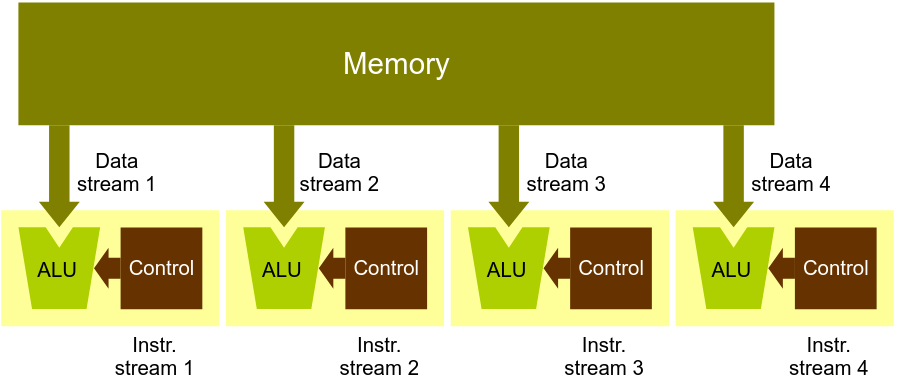 Memory
Data
stream 1
Data
stream 2
Data
stream 3
Data
stream 4
ALU
Control
ALU
Control
ALU
Control
ALU
Control
Instr.
stream 1
Instr.
stream 2
Instr.
stream 3
Instr.
stream 4